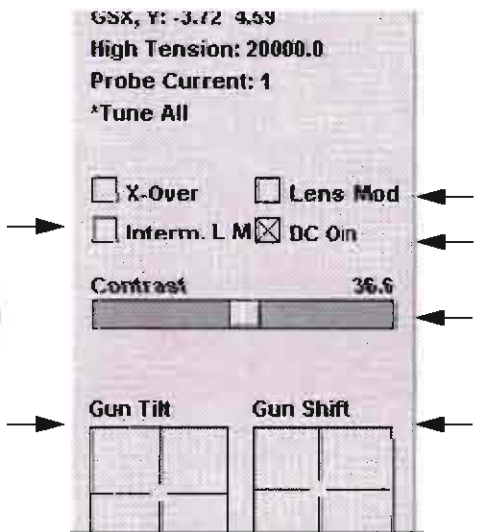 GSX, Y: -3.72 4.59
High Tension: 20000.0
Probe Current: 1
*Tune All
X-Over Lens Mod
Interm. L M DC On
Contrast 36.6
Gun Tilt Gun Shift